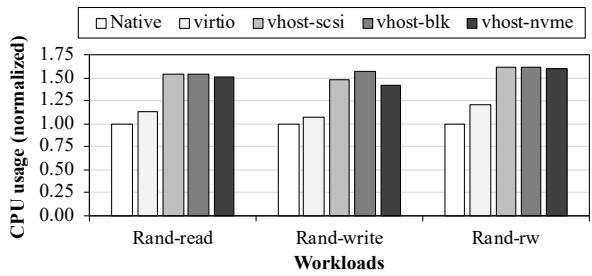 Native virtio vhost-scsi vhost-blk vhost-nvme
CPU usage (normalized)
1.75
1.50
1.25
1.00
0.75
0.50
0.25
0.00
Rand-read Rand-write Rand-rw
Workloads